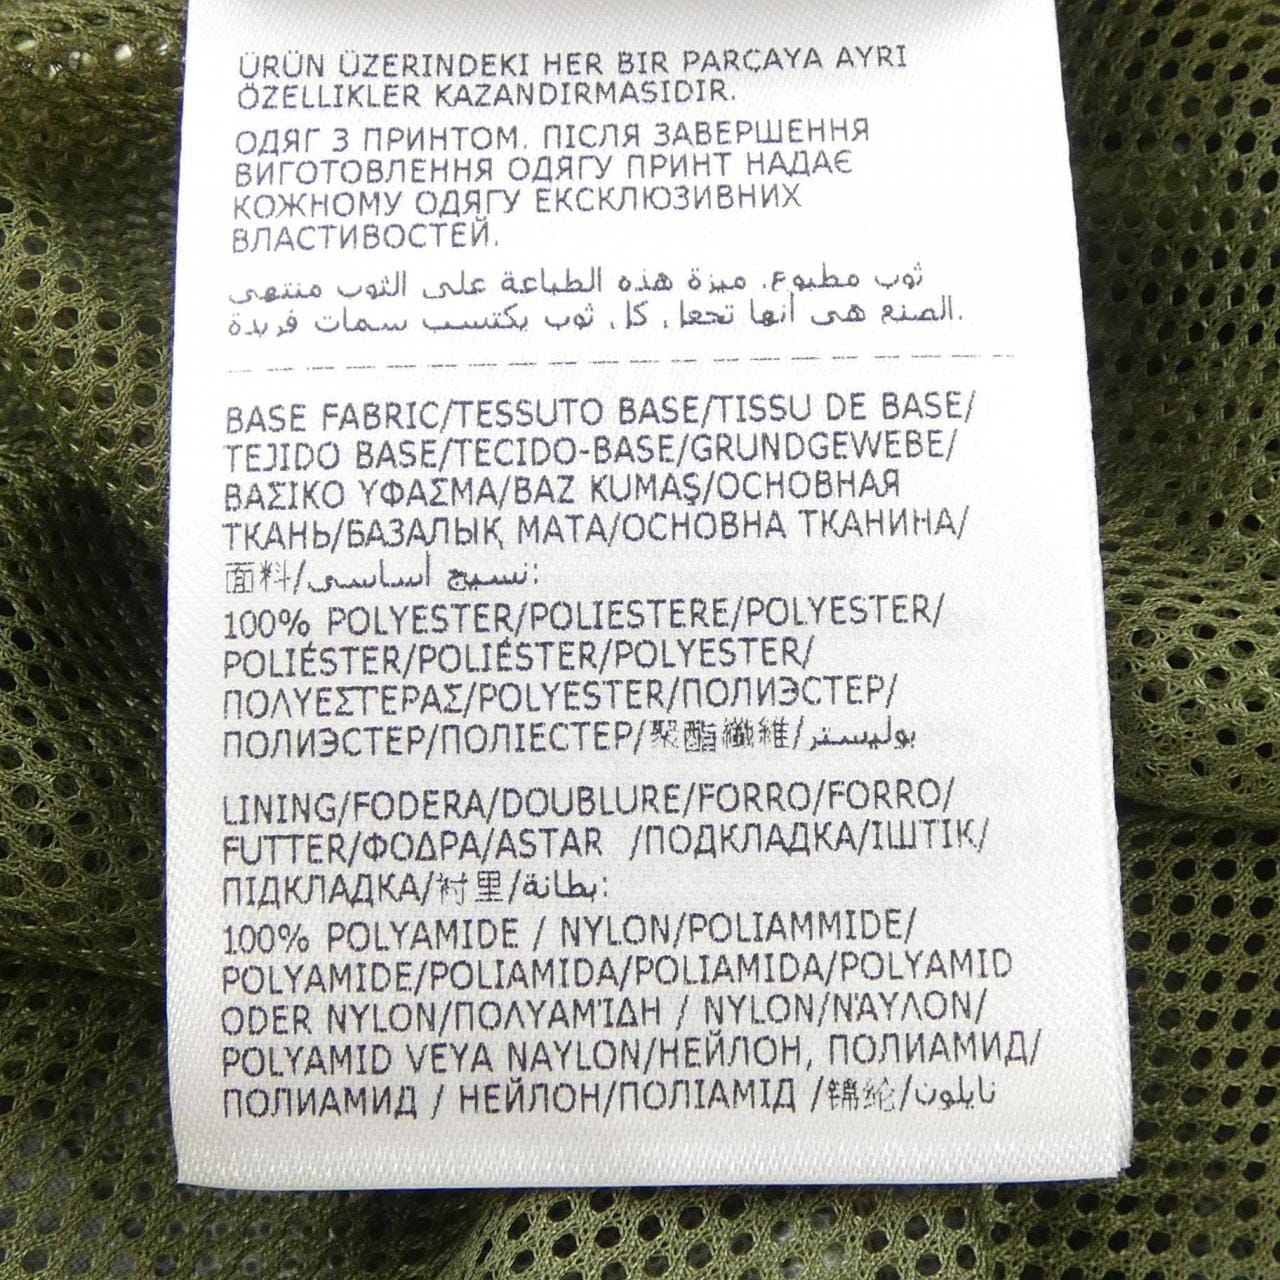 ÜRÜN ÜZERINDEKI HER BIR PARÇAYA AYRI
ÖZELLIKLER KAZANDIRMASIDIR.
ОДЯГ З ПРИНТОМ. ПІСЛЯ ЗАВЕРШЕННЯ
ВИГОТОВЛЕННЯ ОДЯГУ ПРИНТ НАДАЄ
КОЖНОМУ ОДЯГУ ЕКСКЛЮЗИВНИХ
ВЛАСТИВОСТЕЙ.
ثوب مطبوع. ميزة هذه الطباعة على الثوب منتهى
الصنع هى أنها تجعل كل ثوب يكتسب سمات فريدة.
BASE FABRIC/TESSUTO BASE/TISSU DE BASE/
TEJIDO BASE/TECIDO-BASE/GRUNDGEWEBE/
ΒΑΣΙΚΟ ΥΦΑΣΜΑ/BAZ KUMAŞ/ОСНОВНАЯ
ТКАНЬ/БАЗАЛЫҚ МАТА/ОСНОВНА ТКАНИНА/
面料/نسيج أساسى:
100% POLYESTER/POLIESTERE/POLYESTER/
POLIÉSTER/POLIÉSTER/POLYESTER/
ΠΟΛΥΕΣΤΕΡΑΣ/POLYESTER/ПОЛИЭСТЕР/
ПОЛИЭСТЕР/ПОЛІЕСТЕР/聚酯纖維/بوليستر
LINING/FODERA/DOUBLURE/FORRO/FORRO/
FUTTER/ΦΟΔΡΑ/ASTAR /ПОДКЛАДКА/ІШТІК/
ПІДКЛАДКА/衬里/بطانة:
100% POLYAMIDE / NYLON/POLIAMMIDE/
POLYAMIDE/POLIAMIDA/POLIAMIDA/POLYAMID
ODER NYLON/ΠΟΛΥΑΜΊΔΗ / NYLON/ΝΆΥΛΟΝ/
POLYAMID VEYA NAYLON/НЕЙЛОН, ПОЛИАМИД/
ПОЛИАМИД / НЕЙЛОН/ПОЛІАМІД /锦纶/نايلون